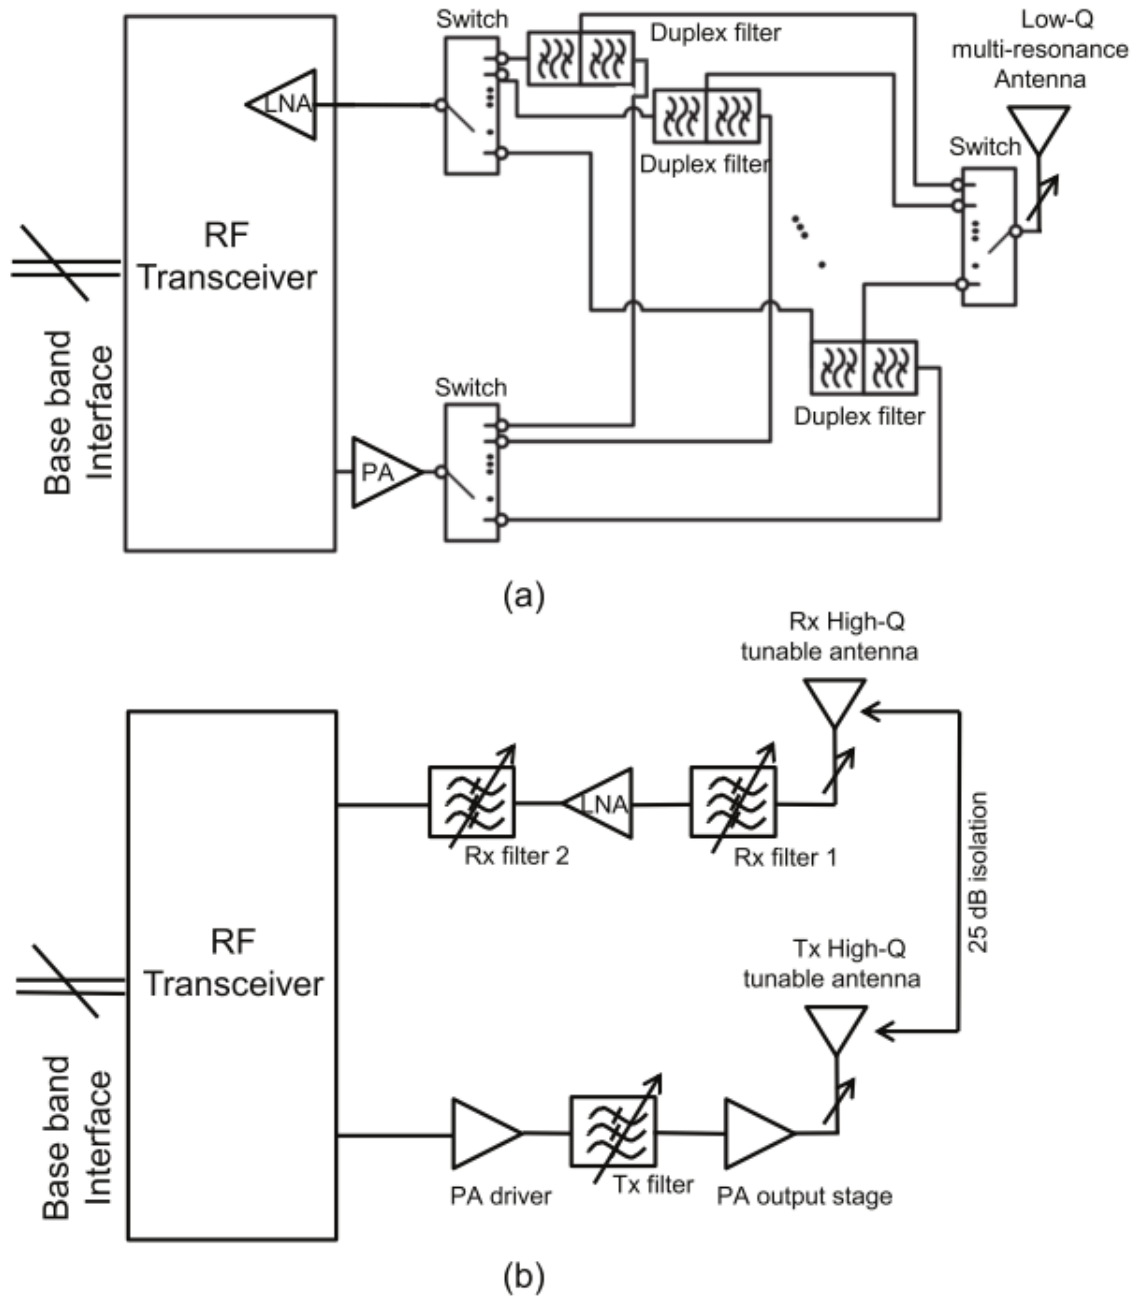 Switch
Duplex filter
Low-Q
multi-resonance
Antenna
LNA
Duplex filter
Switch
RF
Transceiver
Base band
Interface
Switch
Duplex filter
PA
(a)
Rx High-Q
tunable antenna
LNA
Rx filter 2
Rx filter 1
25 dB isolation
RF
Transceiver
Tx High-Q
tunable antenna
Base band
Interface
PA driver
Tx filter
PA output stage
(b)